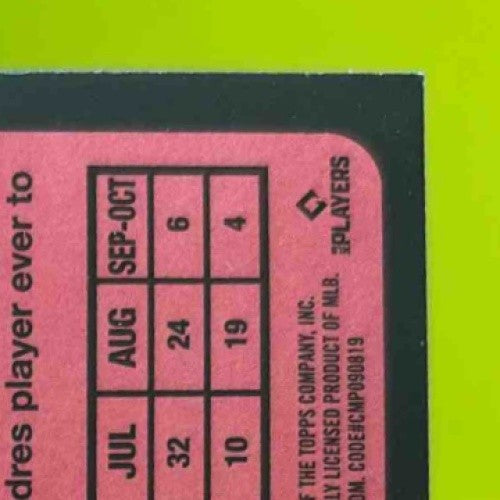 dres player ever to
JUL AUG SEP-OCT
32 24 6
10 19 4
F THE TOPPS COMPANY, INC.
LY LICENSED PRODUCT OF MLB.
OM. CODE#CMP090819
PLAYERS